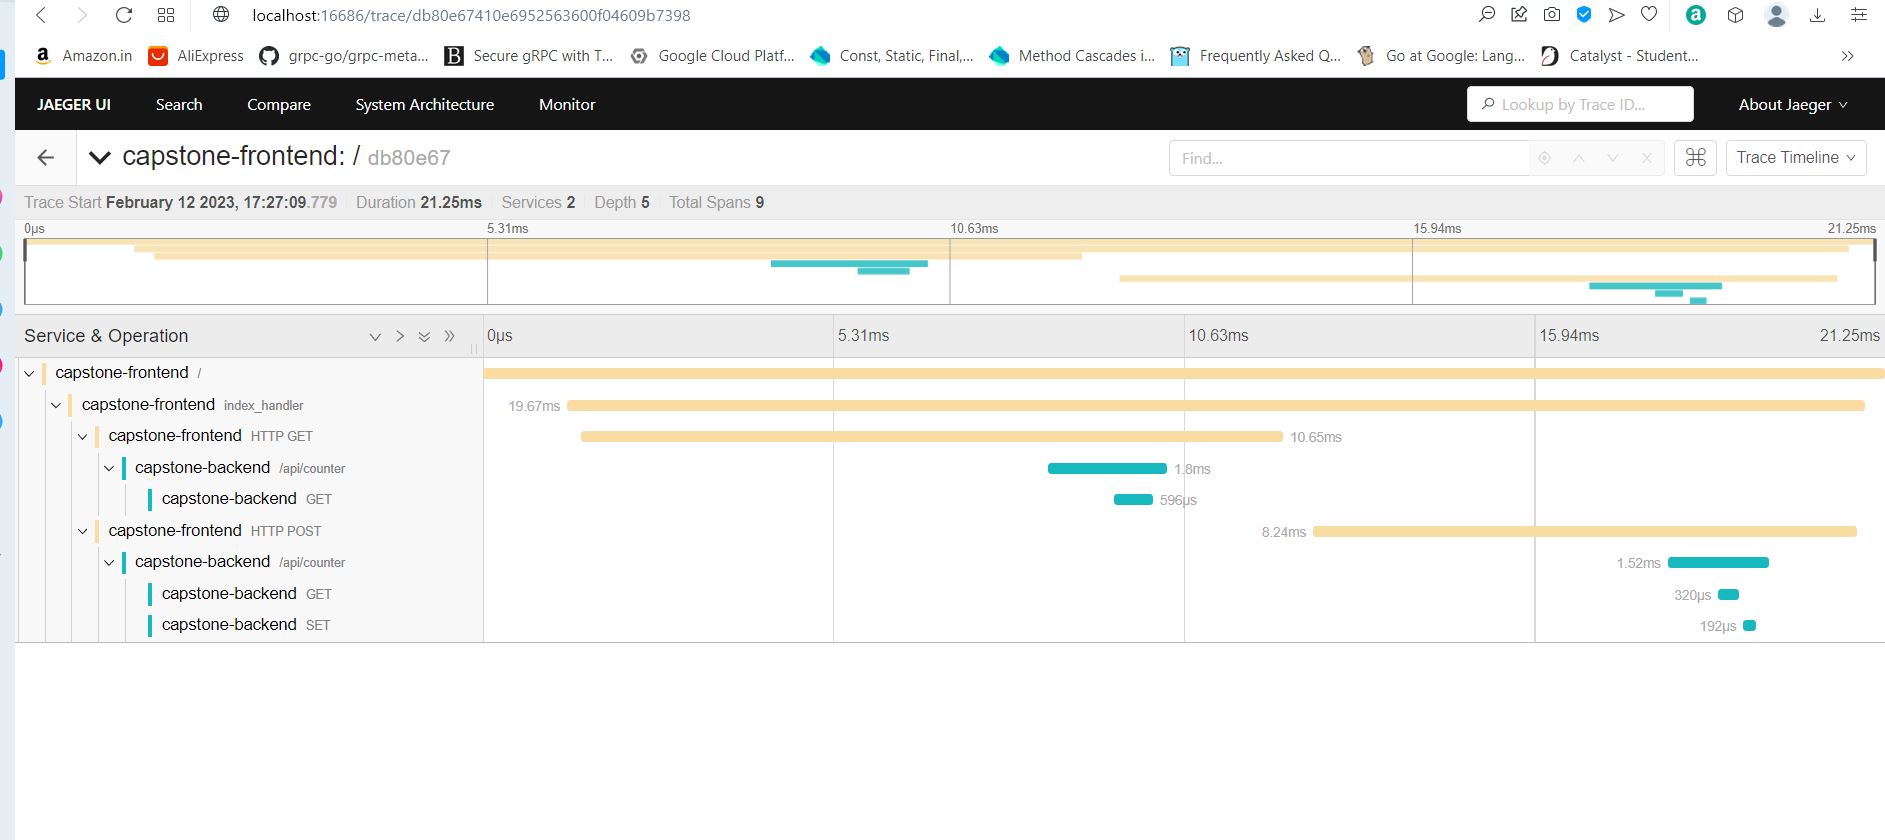 localhost:16686/trace/db80e67410e6952563600f04609b7398
Amazon.in AliExpress grpc-go/grpc-meta... Secure gRPC with T... Google Cloud Platf... Const, Static, Final,... Method Cascades i... Frequently Asked Q... Go at Google: Lang... Catalyst - Student...
JAEGER UI Search Compare System Architecture Monitor Lookup by Trace ID... About Jaeger
capstone-frontend: / db80e67 Find... Trace Timeline
Trace Start February 12 2023, 17:27:09.779 Duration 21.25ms Services 2 Depth 5 Total Spans 9
0μs 5.31ms 10.63ms 15.94ms 21.25ms
Service & Operation 0μs 5.31ms 10.63ms 15.94ms 21.25ms
capstone-frontend /
capstone-frontend index_handler 19.67ms
capstone-frontend HTTP GET 10.65ms
capstone-backend /api/counter 1.8ms
capstone-backend GET 596μs
capstone-frontend HTTP POST 8.24ms
capstone-backend /api/counter 1.52ms
capstone-backend GET 320μs
capstone-backend SET 192μs